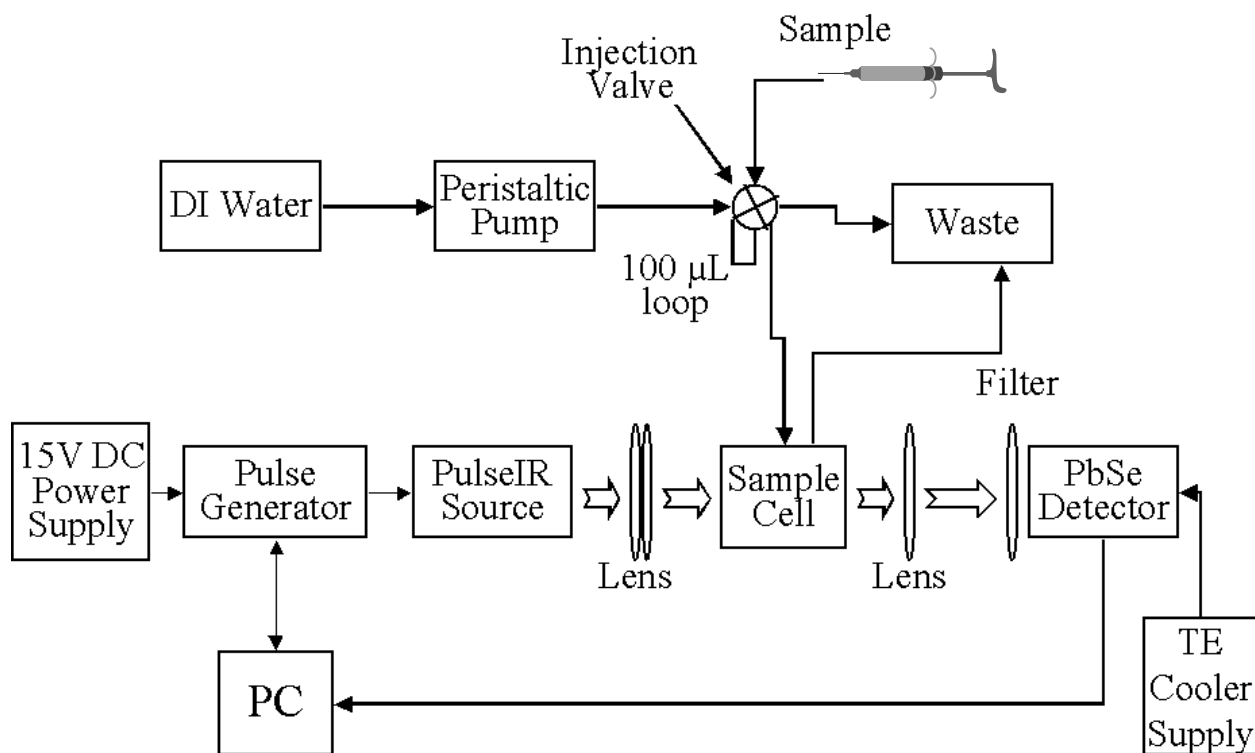 Sample
Injection
Valve
DI Water
Peristaltic
Pump
Waste
100 μL
loop
Filter
15V DC
Power
Supply
Pulse
Generator
PulseIR
Source
Sample
Cell
PbSe
Detector
Lens
Lens
PC
TE
Cooler
Supply